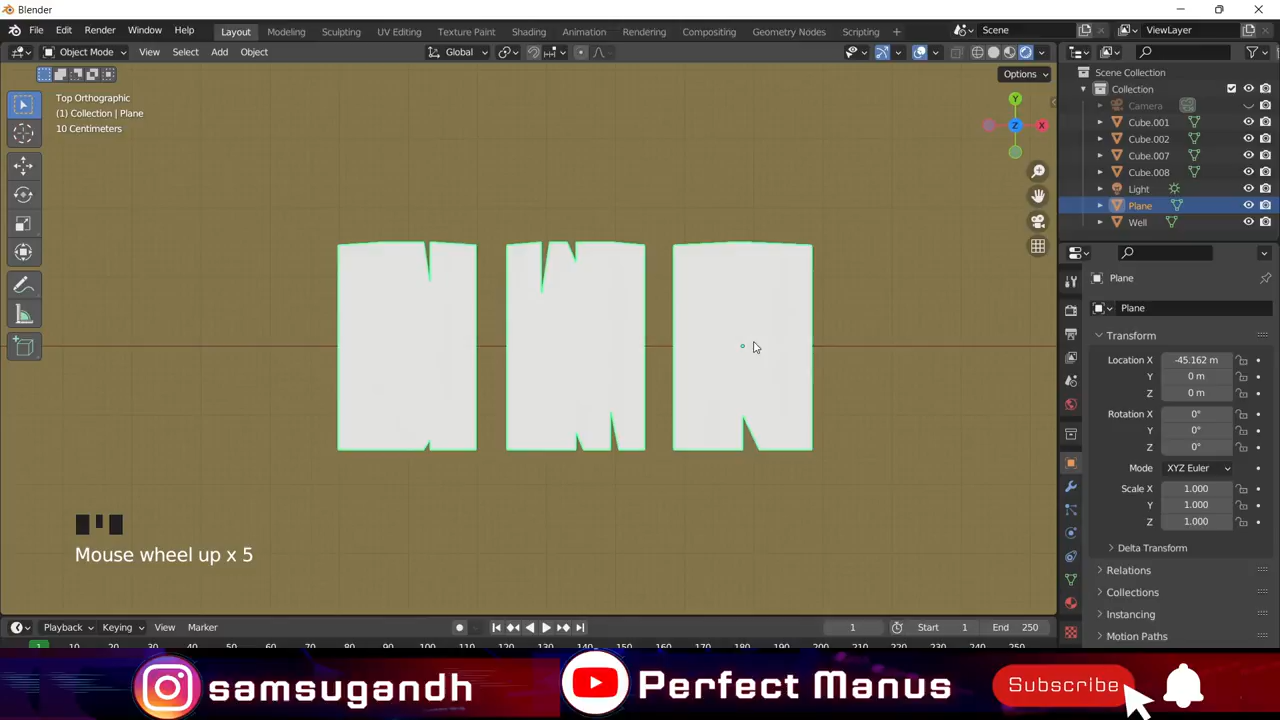 Blender
File Edit Render Window Help
Layout Modeling Sculpting UV Editing Texture Paint Shading Animation Rendering Compositing Geometry Nodes Scripting +
Scene ViewLayer
Object Mode View Select Add Object Global
Options
Top Orthographic
(1) Collection | Plane
10 Centimeters
Y
Z X
Mouse wheel up x 5
Scene Collection
Collection
Camera
Cube.001
Cube.002
Cube.007
Cube.008
Light
Plane
Well
Plane
Plane
Transform
Location X -45.162 m
Y 0 m
Z 0 m
Rotation X 0°
Y 0°
Z 0°
Mode XYZ Euler
Scale X 1.000
Y 1.000
Z 1.000
Delta Transform
Relations
Collections
Instancing
Motion Paths
Playback Keying View Marker 1 Start 1 End 250
samsugandh Perfect Manus Subscribe